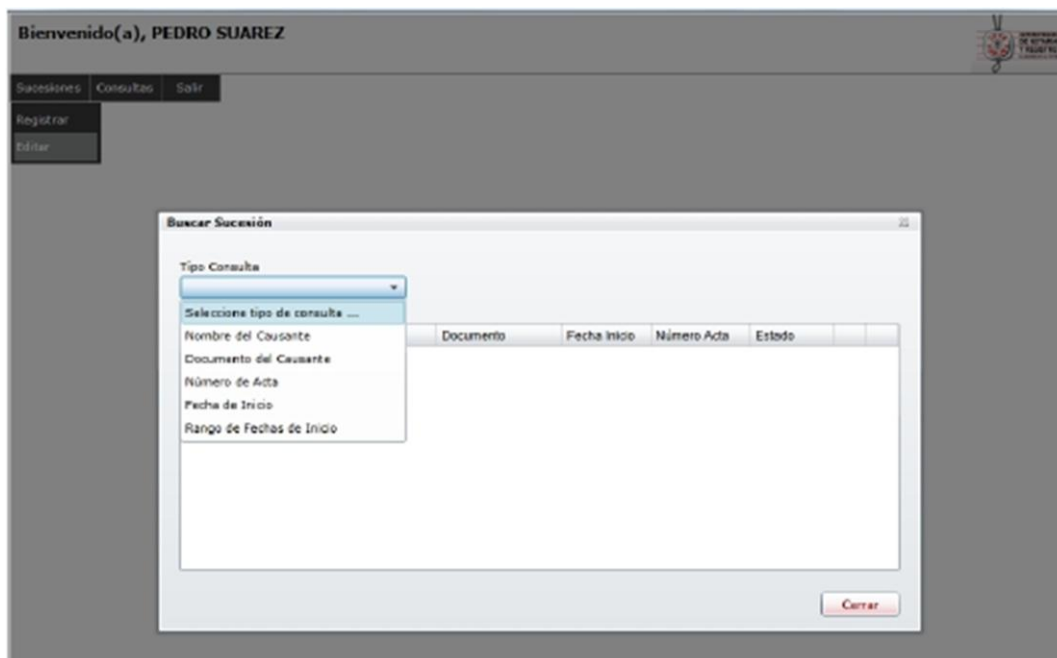 Bienvenido(a), PEDRO SUAREZ
Sucesiones Consultas Salir
Registrar
Editar
Buscar Sucesión
Tipo Consulta
Seleccione tipo de consulta ...
Nombre del Causante
Documento Fecha Inicio Número Acta Estado
Documento del Causante
Número de Acta
Fecha de Inicio
Rango de Fechas de Inicio
Cerrar